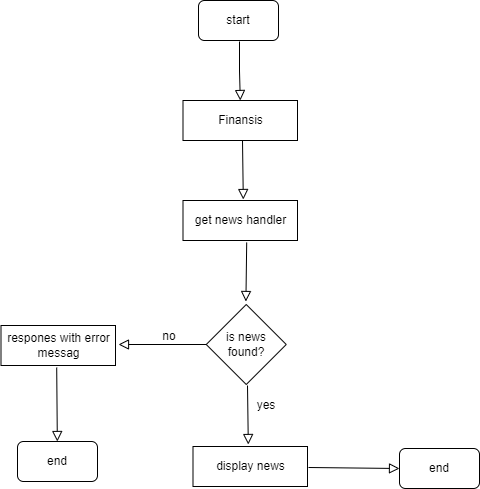 start
Finansis
get news handler
is news
found?
no
respones with error
messag
yes
end
display news
end